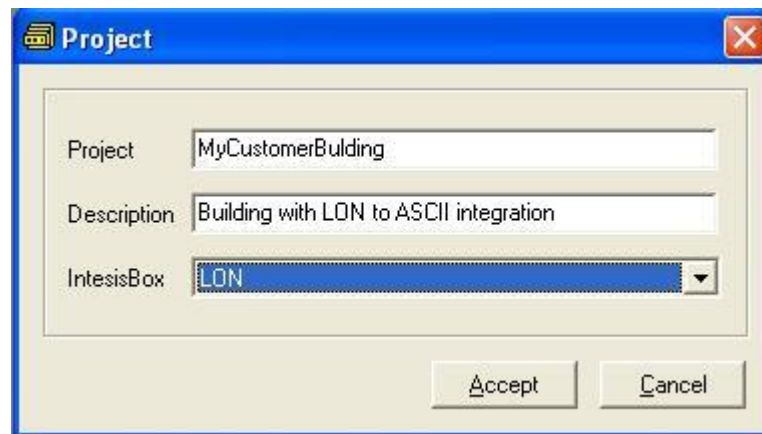 Project
Project MyCustomerBulding
Description Building with LON to ASCII integration
IntesisBox LON
Accept Cancel